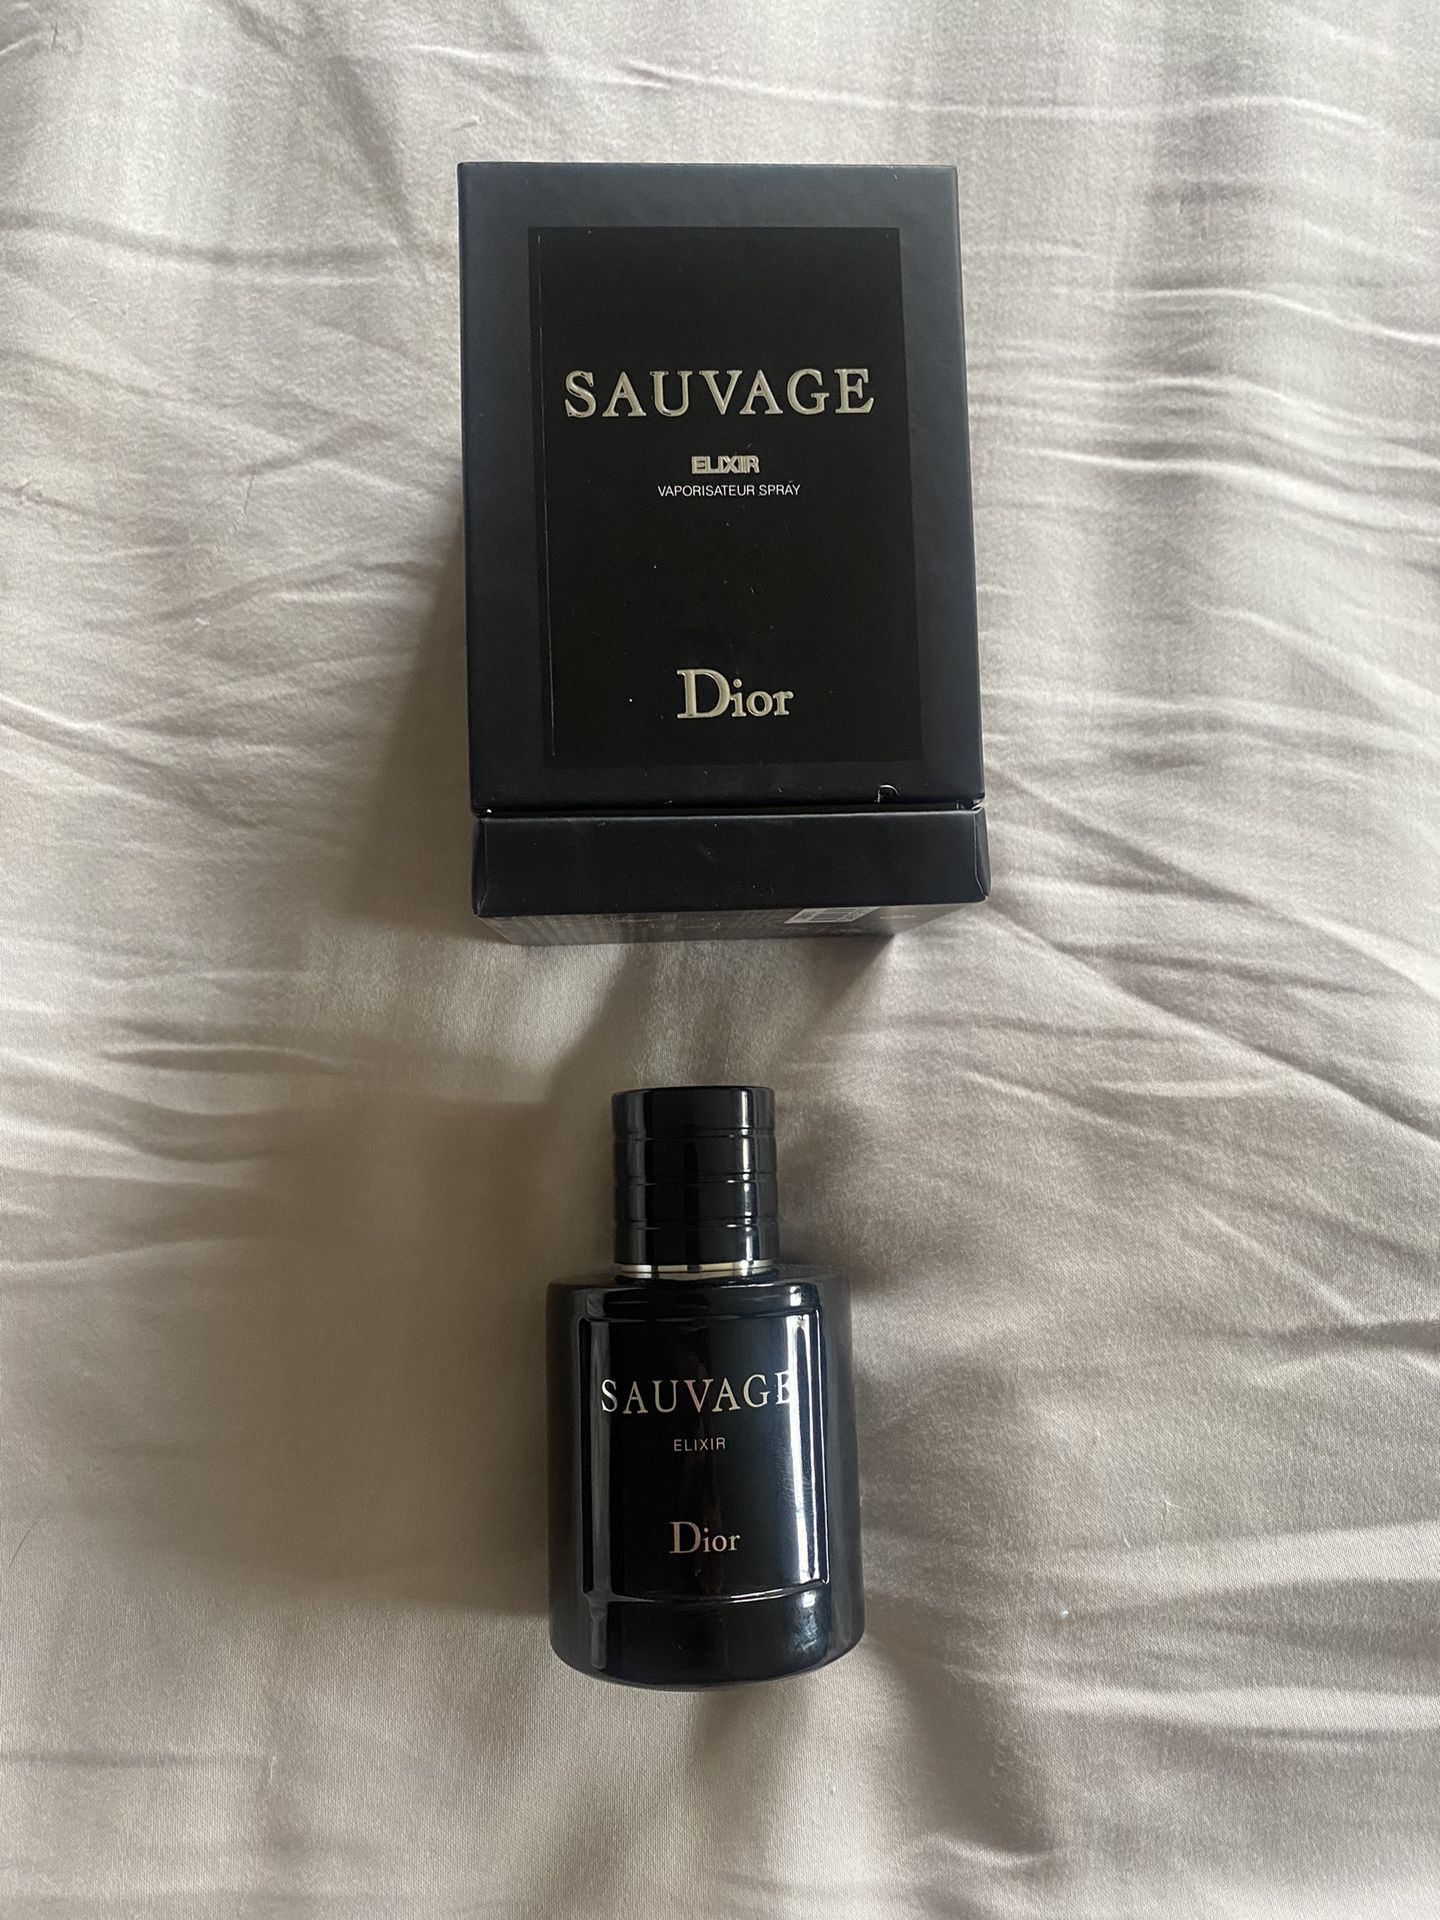 SAUVAGE
ELIXIR
VAPORISATEUR SPRAY
Dior
SAUVAGE
ELIXIR
Dior